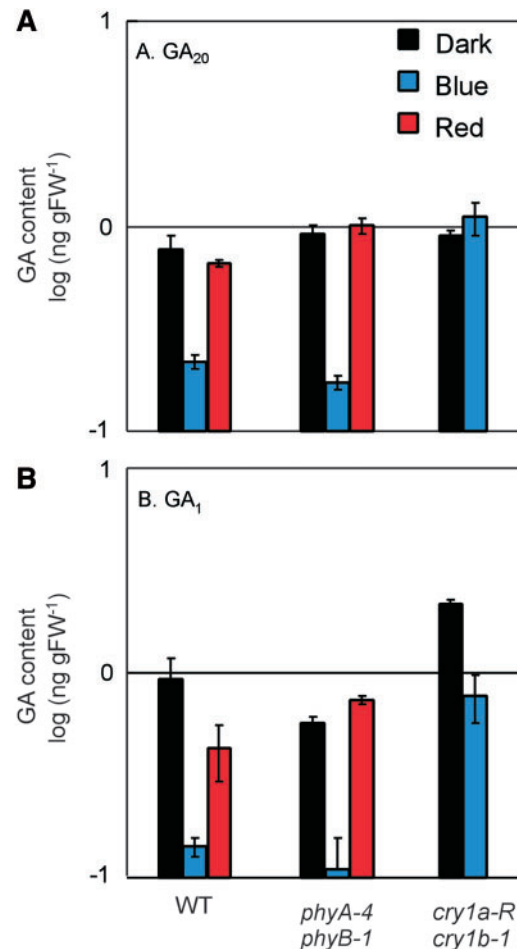 A
1
A. GA₂₀
Dark
Blue
Red
GA content
log (ng gFW⁻¹)
0
-1
B
1
B. GA₁
GA content
log (ng gFW⁻¹)
0
-1
WT
phyA-4
phyB-1
cry1a-R
cry1b-1